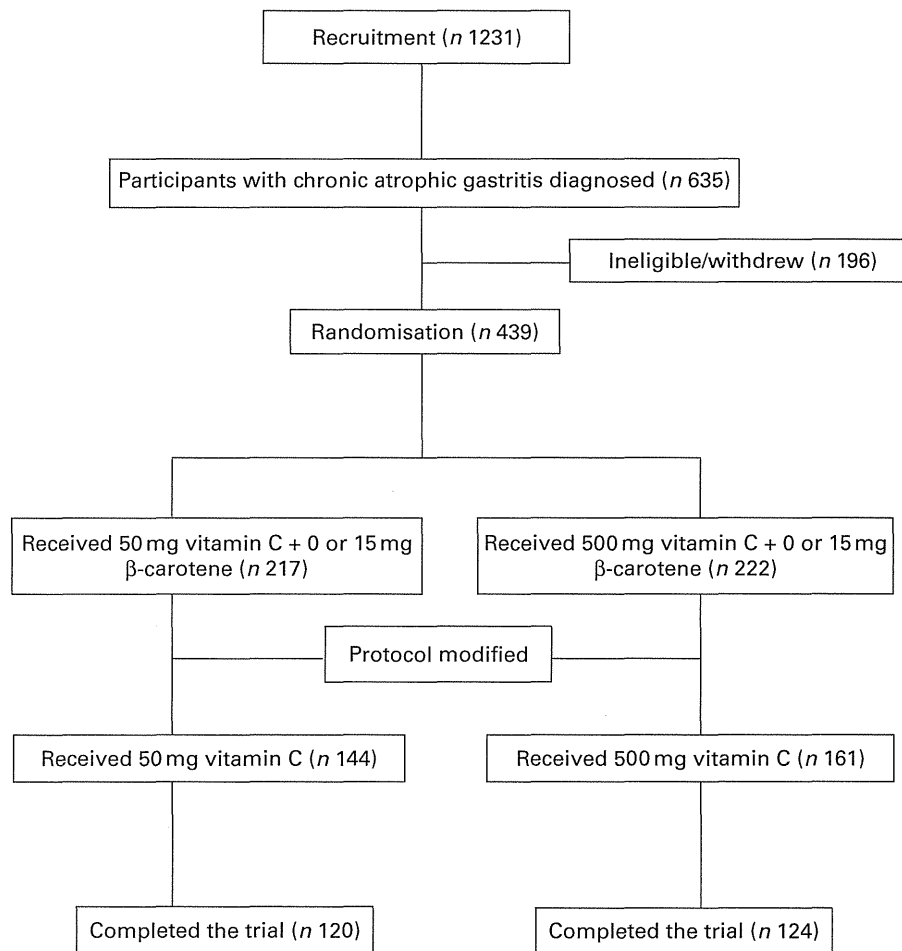 Recruitment (n 1231)
Participants with chronic atrophic gastritis diagnosed (n 635)
Ineligible/withdrew (n 196)
Randomisation (n 439)
Received 50 mg vitamin C + 0 or 15 mg
β-carotene (n 217)
Received 500 mg vitamin C + 0 or 15 mg
β-carotene (n 222)
Protocol modified
Received 50 mg vitamin C (n 144)
Received 500 mg vitamin C (n 161)
Completed the trial (n 120)
Completed the trial (n 124)